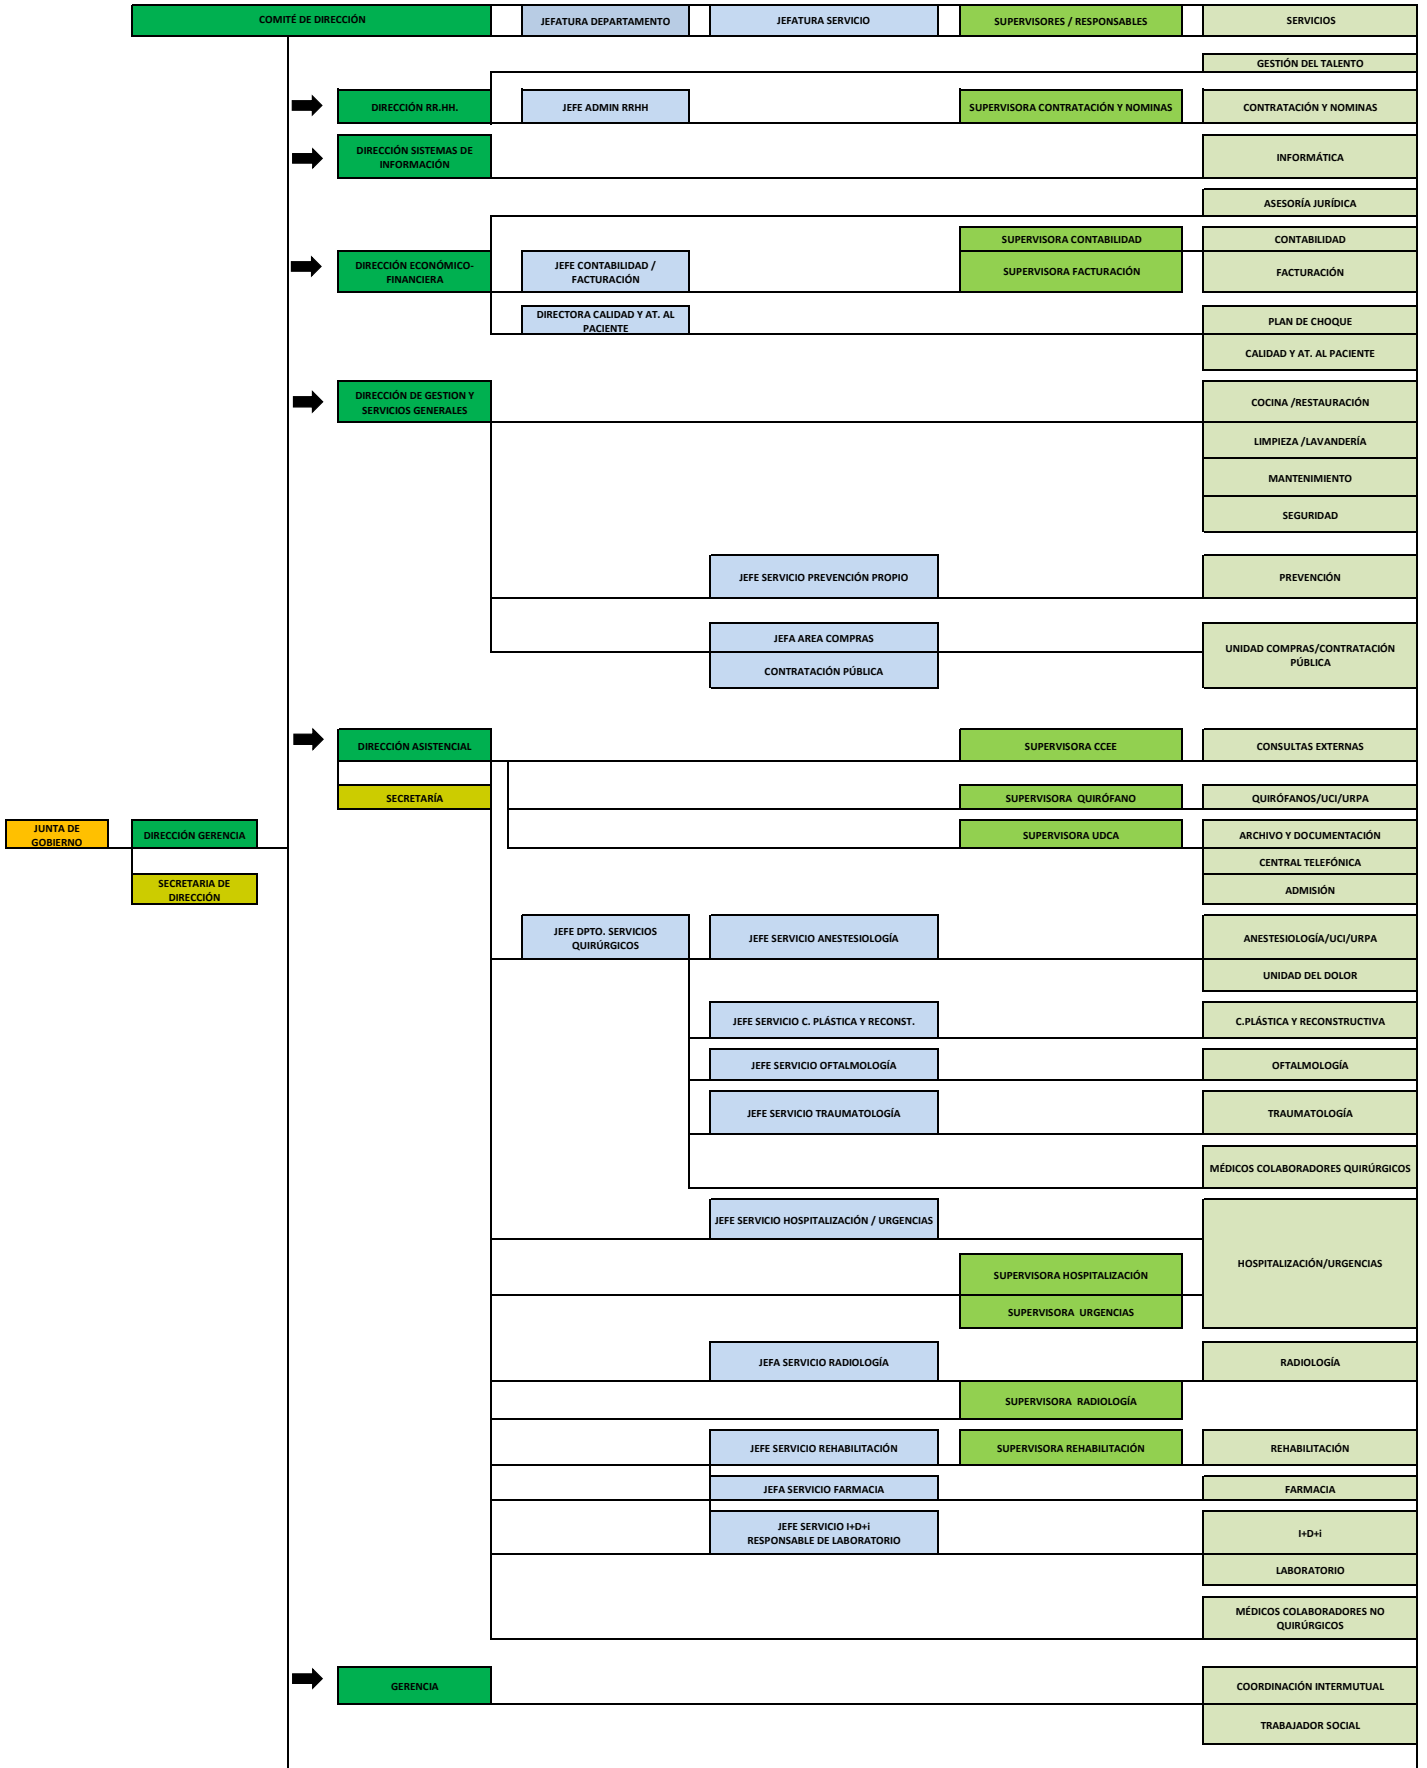 COMITÉ DE DIRECCIÓN
JEFATURA DEPARTAMENTO
JEFATURA SERVICIO
SUPERVISORES / RESPONSABLES
SERVICIOS
GESTIÓN DEL TALENTO
DIRECCIÓN RR.HH.
JEFE ADMIN RRHH
SUPERVISORA CONTRATACIÓN Y NOMINAS
CONTRATACIÓN Y NOMINAS
DIRECCIÓN SISTEMAS DE
INFORMACIÓN
INFORMÁTICA
ASESORÍA JURÍDICA
SUPERVISORA CONTABILIDAD
CONTABILIDAD
DIRECCIÓN ECONÓMICO-
FINANCIERA
JEFE CONTABILIDAD /
FACTURACIÓN
SUPERVISORA FACTURACIÓN
FACTURACIÓN
DIRECTORA CALIDAD Y AT. AL
PACIENTE
PLAN DE CHOQUE
CALIDAD Y AT. AL PACIENTE
DIRECCIÓN DE GESTION Y
SERVICIOS GENERALES
COCINA /RESTAURACIÓN
LIMPIEZA /LAVANDERÍA
MANTENIMIENTO
SEGURIDAD
JEFE SERVICIO PREVENCIÓN PROPIO
PREVENCIÓN
JEFA AREA COMPRAS
CONTRATACIÓN PÚBLICA
UNIDAD COMPRAS/CONTRATACIÓN
PÚBLICA
DIRECCIÓN ASISTENCIAL
SUPERVISORA CCEE
CONSULTAS EXTERNAS
SECRETARÍA
SUPERVISORA QUIRÓFANO
QUIRÓFANOS/UCI/URPA
JUNTA DE
GOBIERNO
DIRECCIÓN GERENCIA
SUPERVISORA UDCA
ARCHIVO Y DOCUMENTACIÓN
CENTRAL TELEFÓNICA
SECRETARIA DE
DIRECCIÓN
ADMISIÓN
JEFE DPTO. SERVICIOS
QUIRÚRGICOS
JEFE SERVICIO ANESTESIOLOGÍA
ANESTESIOLOGÍA/UCI/URPA
UNIDAD DEL DOLOR
JEFE SERVICIO C. PLÁSTICA Y RECONST.
C.PLÁSTICA Y RECONSTRUCTIVA
JEFE SERVICIO OFTALMOLOGÍA
OFTALMOLOGÍA
JEFE SERVICIO TRAUMATOLOGÍA
TRAUMATOLOGÍA
MÉDICOS COLABORADORES QUIRÚRGICOS
JEFE SERVICIO HOSPITALIZACIÓN / URGENCIAS
HOSPITALIZACIÓN/URGENCIAS
SUPERVISORA HOSPITALIZACIÓN
SUPERVISORA URGENCIAS
JEFA SERVICIO RADIOLOGÍA
RADIOLOGÍA
SUPERVISORA RADIOLOGÍA
JEFE SERVICIO REHABILITACIÓN
SUPERVISORA REHABILITACIÓN
REHABILITACIÓN
JEFA SERVICIO FARMACIA
FARMACIA
JEFE SERVICIO I+D+i
RESPONSABLE DE LABORATORIO
I+D+i
LABORATORIO
MÉDICOS COLABORADORES NO
QUIRÚRGICOS
GERENCIA
COORDINACIÓN INTERMUTUAL
TRABAJADOR SOCIAL